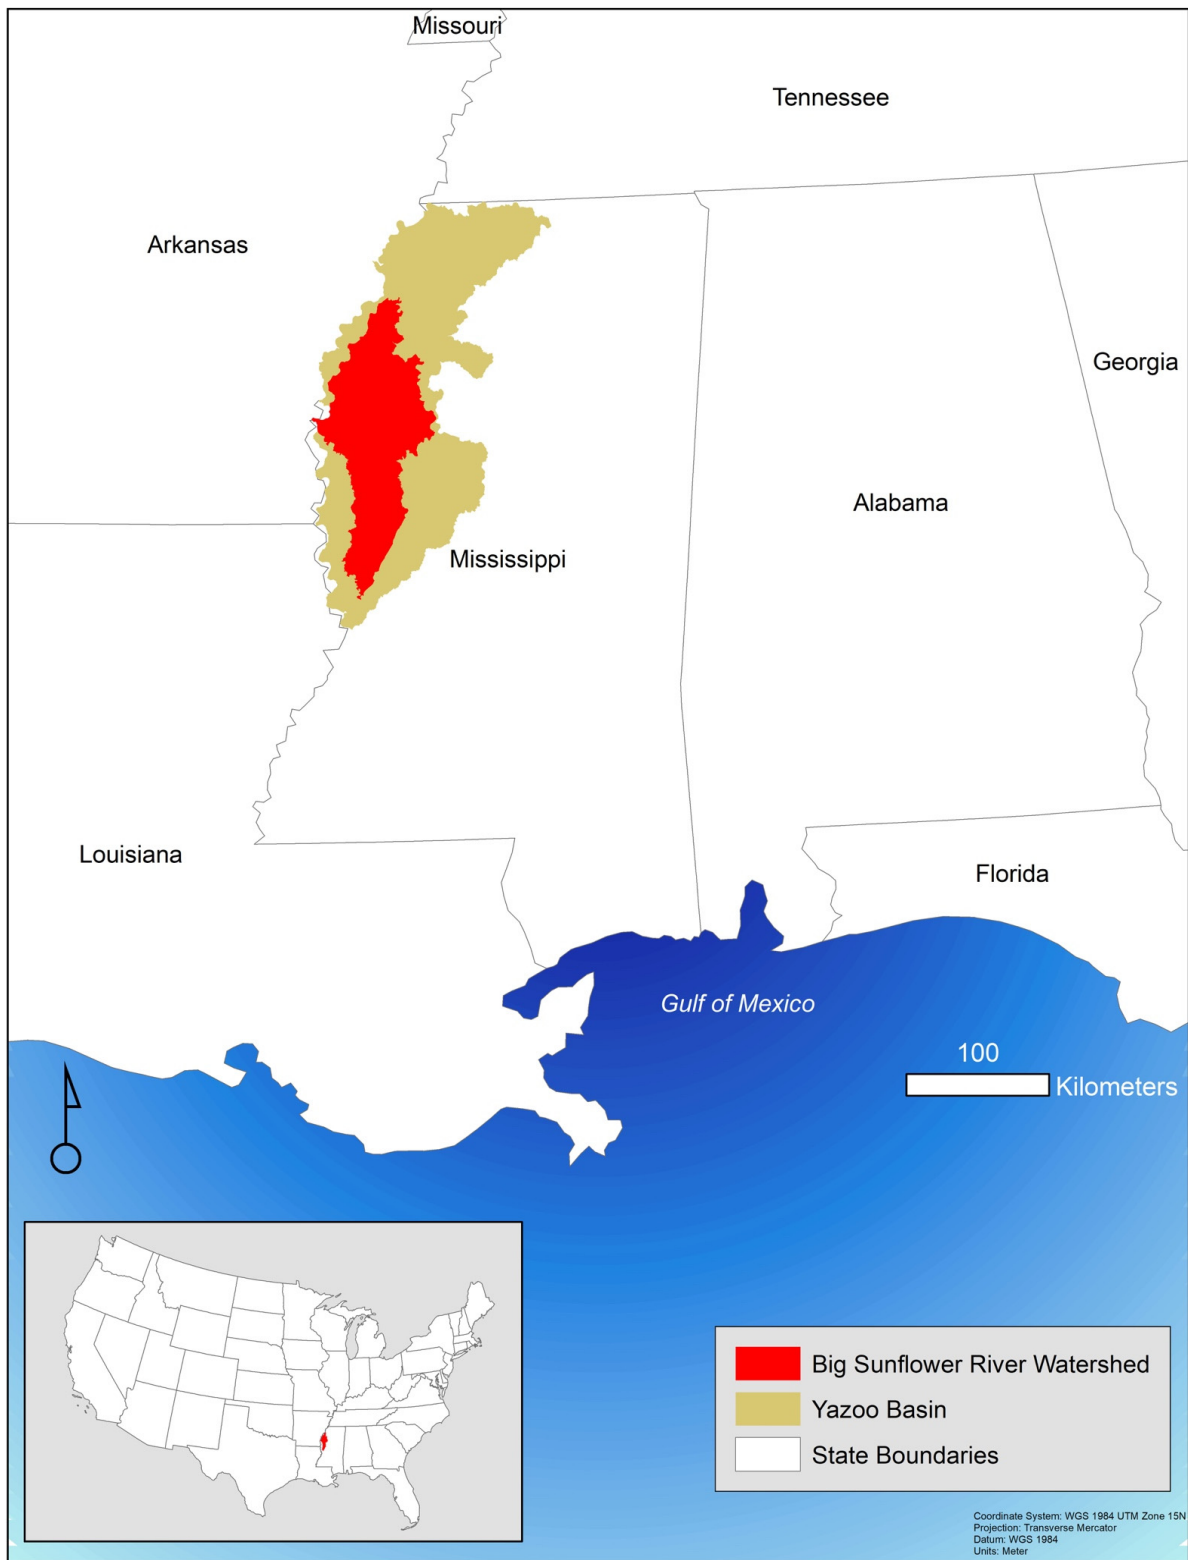 Missouri
Tennessee
Arkansas
Georgia
Alabama
Mississippi
Louisiana
Florida
Gulf of Mexico
100
Kilometers
Big Sunflower River Watershed
Yazoo Basin
State Boundaries
Coordinate System: WGS 1984 UTM Zone 15N
Projection: Transverse Mercator
Datum: WGS 1984
Units: Meter